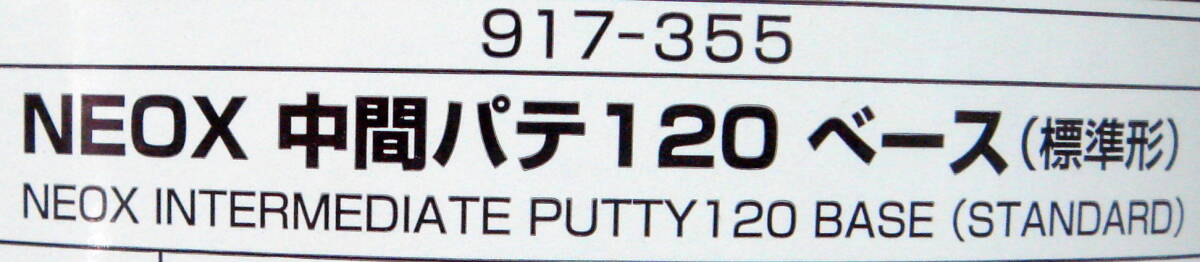 917-355
NEOX 中間パテ120 ベース(標準形)
NEOX INTERMEDIATE PUTTY120 BASE (STANDARD)